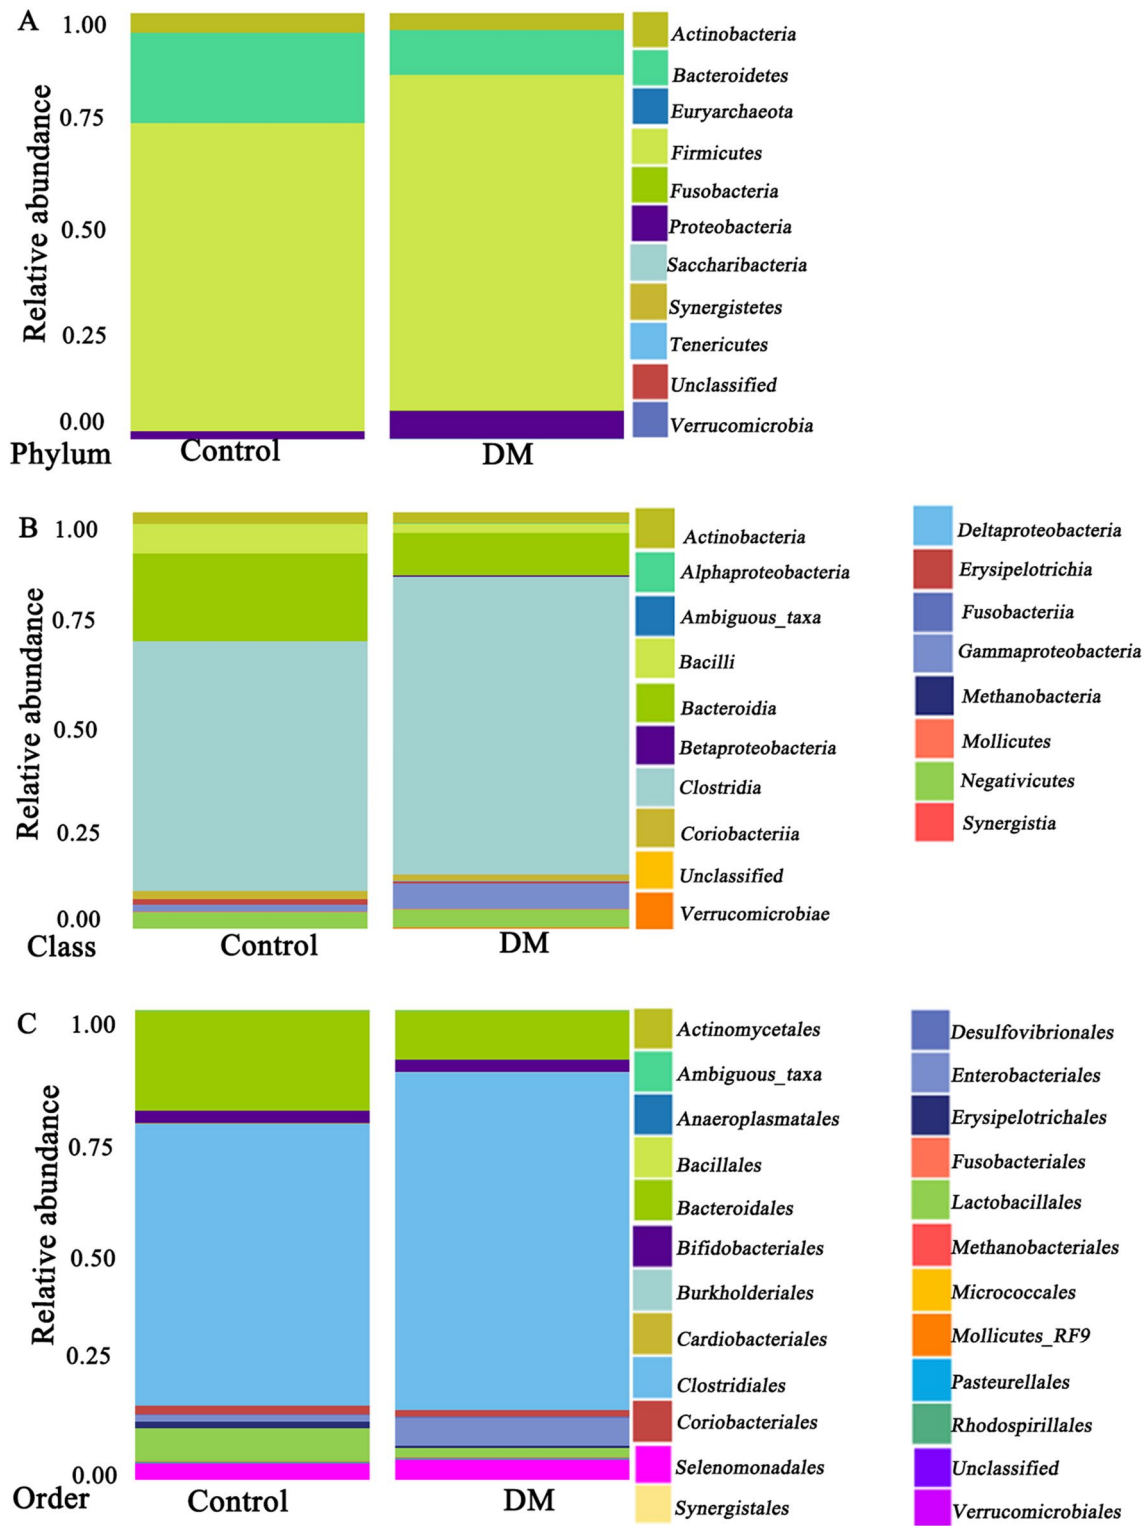 A
1.00
0.75
0.50
0.25
0.00
Relative abundance
Phylum
Control
DM
Actinobacteria
Bacteroidetes
Euryarchaeota
Firmicutes
Fusobacteria
Proteobacteria
Saccharibacteria
Synergistetes
Tenericutes
Unclassified
Verrucomicrobia
B
1.00
0.75
0.50
0.25
0.00
Relative abundance
Class
Control
DM
Actinobacteria
Alphaproteobacteria
Ambiguous_taxa
Bacilli
Bacteroidia
Betaproteobacteria
Clostridia
Coriobacteriia
Unclassified
Verrucomicrobiae
Deltaproteobacteria
Erysipelotrichia
Fusobacteriia
Gammaproteobacteria
Methanobacteria
Mollicutes
Negativicutes
Synergistia
C
1.00
0.75
0.50
0.25
0.00
Relative abundance
Order
Control
DM
Actinomycetales
Ambiguous_taxa
Anaeroplasmatales
Bacillales
Bacteroidales
Bifidobacteriales
Burkholderiales
Cardiobacteriales
Clostridiales
Coriobacteriales
Selenomonadales
Synergistales
Desulfovibrionales
Enterobacteriales
Erysipelotrichales
Fusobacteriales
Lactobacillales
Methanobacteriales
Micrococcales
Mollicutes_RF9
Pasteurellales
Rhodospirillales
Unclassified
Verrucomicrobiales